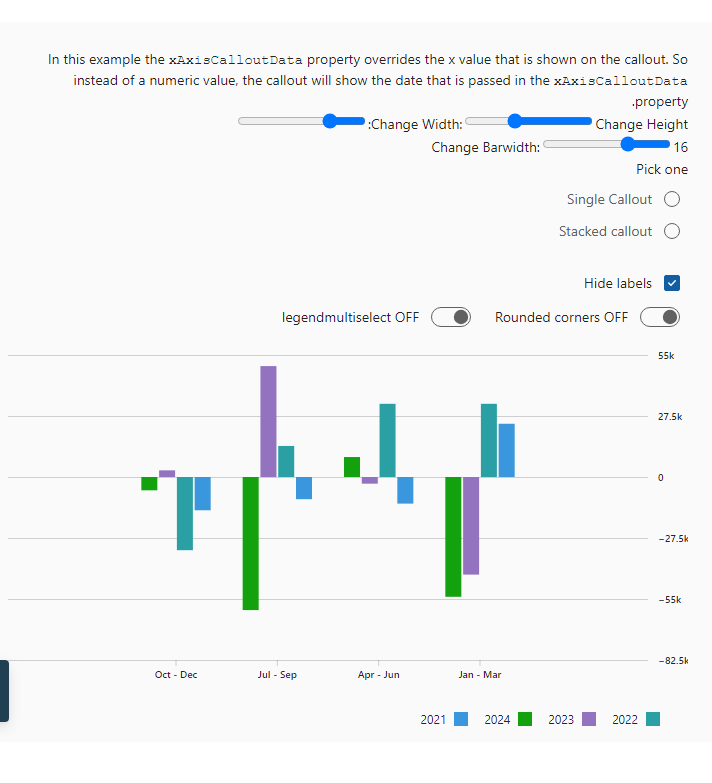 In this example the xAxisCalloutData property overrides the x value that is shown on the callout. So
instead of a numeric value, the callout will show the date that is passed in the xAxisCalloutData
.property
:Change Width: Change Height
Change Barwidth: 16
Pick one
Single Callout
Stacked callout
Hide labels
legendmultiselect OFF Rounded corners OFF
55k
27.5k
0
−27.5k
−55k
−82.5k
Oct - Dec Jul - Sep Apr - Jun Jan - Mar
2021 2024 2023 2022